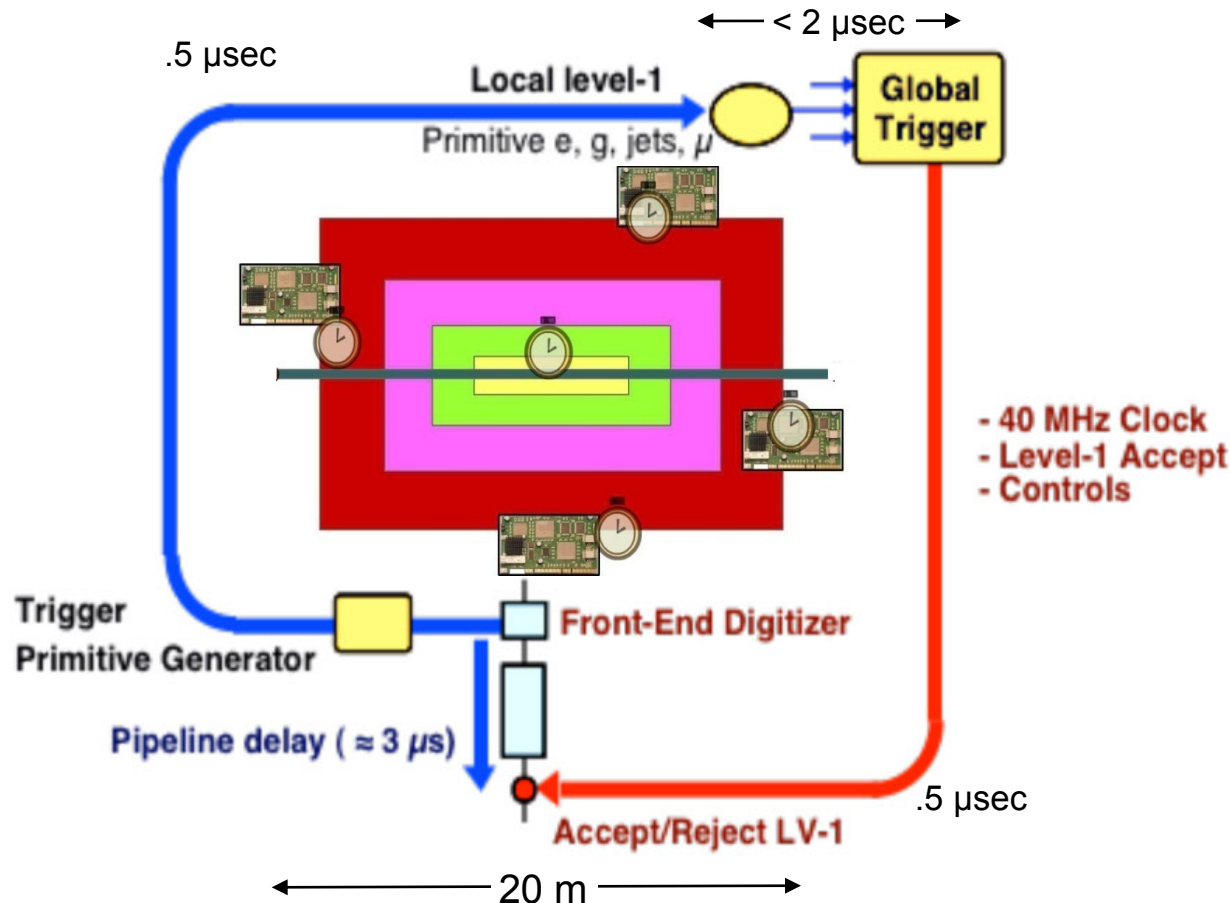 < 2 µsec
.5 µsec
Local level-1
Primitive e, g, jets, µ
Global
Trigger
- 40 MHz Clock
- Level-1 Accept
- Controls
Trigger
Primitive Generator
Front-End Digitizer
Pipeline delay ( ≈ 3 µs)
.5 µsec
Accept/Reject LV-1
20 m